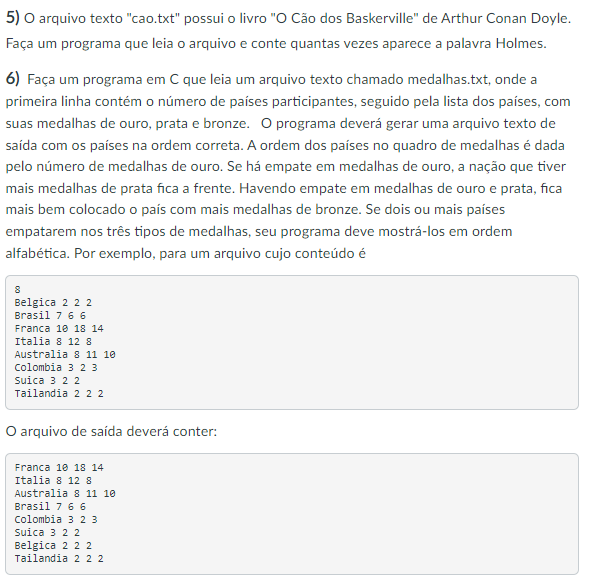 5) O arquivo texto "cao.txt" possui o livro "O Cão dos Baskerville" de Arthur Conan Doyle.
Faça um programa que leia o arquivo e conte quantas vezes aparece a palavra Holmes.
6) Faça um programa em C que leia um arquivo texto chamado medalhas.txt, onde a
primeira linha contém o número de países participantes, seguido pela lista dos países, com
suas medalhas de ouro, prata e bronze. O programa deverá gerar uma arquivo texto de
saída com os países na ordem correta. A ordem dos países no quadro de medalhas é dada
pelo número de medalhas de ouro. Se há empate em medalhas de ouro, a nação que tiver
mais medalhas de prata fica a frente. Havendo empate em medalhas de ouro e prata, fica
mais bem colocado o país com mais medalhas de bronze. Se dois ou mais países
empatarem nos três tipos de medalhas, seu programa deve mostrá-los em ordem
alfabética. Por exemplo, para um arquivo cujo conteúdo é
8
Belgica 2 2 2
Brasil 7 6 6
Franca 10 18 14
Italia 8 12 8
Australia 8 11 10
Colombia 3 2 3
Suica 3 2 2
Tailandia 2 2 2
O arquivo de saída deverá conter:
Franca 10 18 14
Italia 8 12 8
Australia 8 11 10
Brasil 7 6 6
Colombia 3 2 3
Suica 3 2 2
Belgica 2 2 2
Tailandia 2 2 2